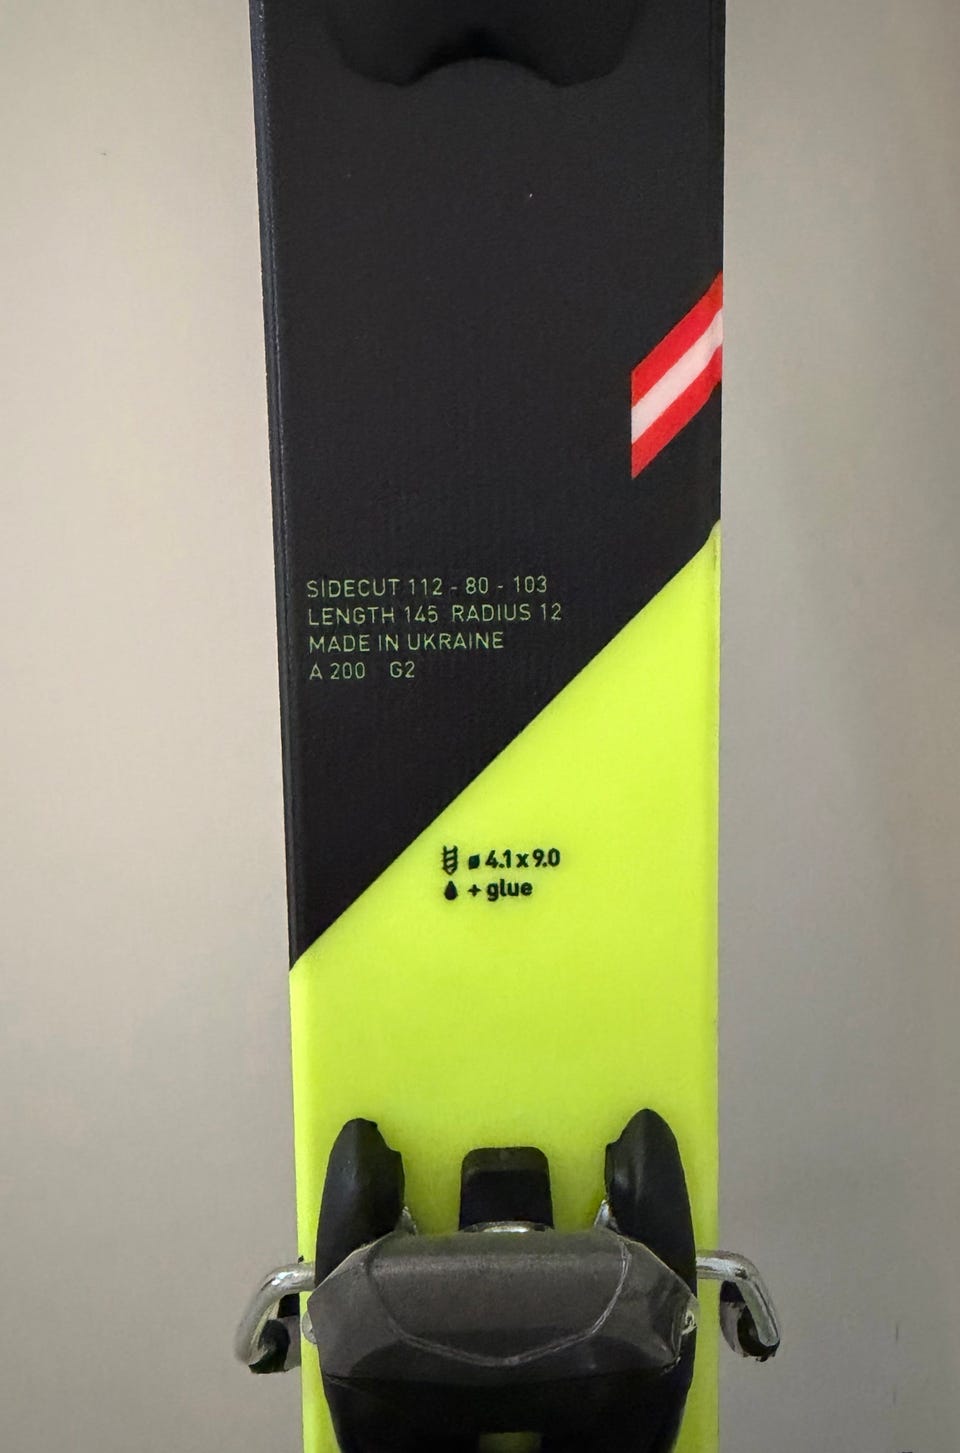 SIDECUT 112 - 80 - 103
LENGTH 145 RADIUS 12
MADE IN UKRAINE
A 200 G2
ø 4.1 x 9.0
+ glue